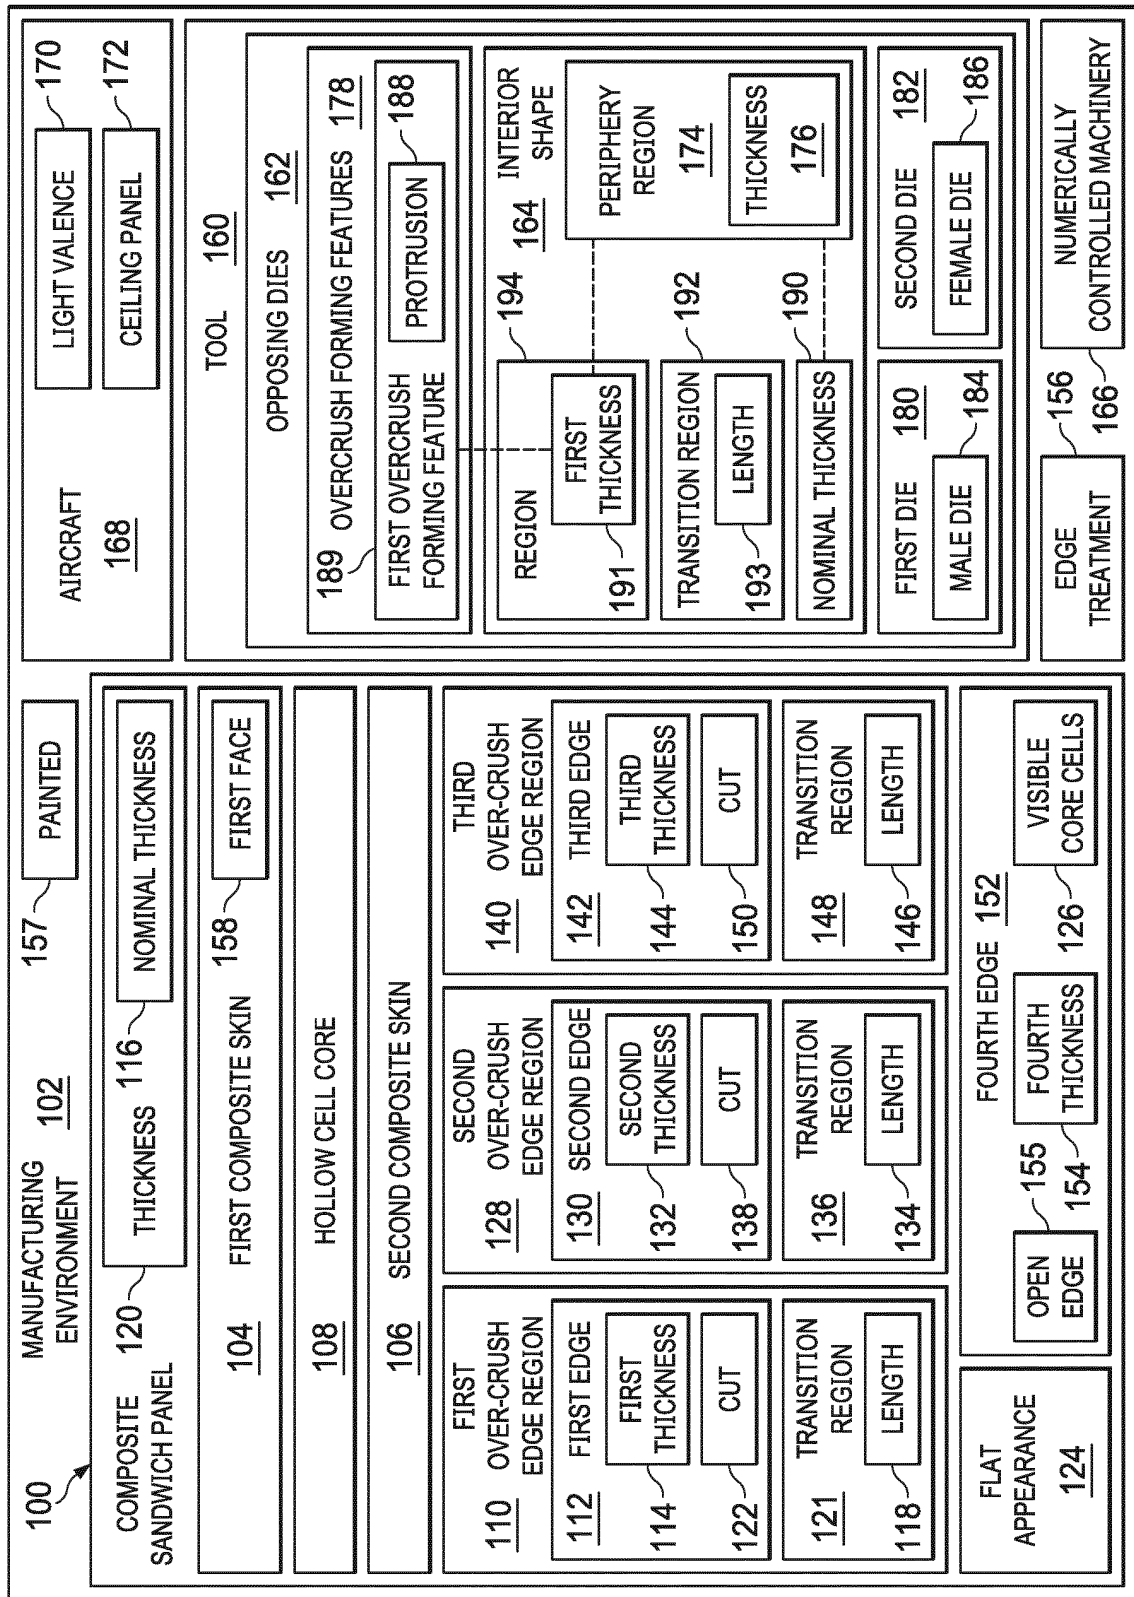 MANUFACTURING
ENVIRONMENT
102
157
PAINTED
100
COMPOSITE
SANDWICH PANEL
120
THICKNESS
116
NOMINAL THICKNESS
104
FIRST COMPOSITE SKIN
158
FIRST FACE
108
HOLLOW CELL CORE
106
SECOND COMPOSITE SKIN
FIRST
OVER-CRUSH
EDGE REGION
110
112
FIRST EDGE
FIRST
THICKNESS
114
CUT
122
TRANSITION
REGION
121
LENGTH
118
SECOND
OVER-CRUSH
EDGE REGION
128
130
SECOND EDGE
SECOND
THICKNESS
132
CUT
138
TRANSITION
REGION
136
LENGTH
134
THIRD
OVER-CRUSH
EDGE REGION
140
142
THIRD EDGE
THIRD
THICKNESS
144
CUT
150
TRANSITION
REGION
148
LENGTH
146
FLAT
APPEARANCE
124
FOURTH EDGE 152
OPEN
EDGE
155
FOURTH
THICKNESS
154
VISIBLE
CORE CELLS
126
AIRCRAFT
168
LIGHT VALENCE
170
CEILING PANEL
172
TOOL 160
OPPOSING DIES 162
189
OVERCRUSH FORMING FEATURES 178
FIRST OVERCRUSH
FORMING FEATURE
PROTRUSION
188
INTERIOR
SHAPE
164
REGION
194
FIRST
THICKNESS
191
PERIPHERY
REGION
174
THICKNESS
176
TRANSITION REGION
192
LENGTH
193
NOMINAL THICKNESS
190
FIRST DIE 180
MALE DIE
184
SECOND DIE 182
FEMALE DIE
186
EDGE
TREATMENT
156
NUMERICALLY
CONTROLLED MACHINERY
166